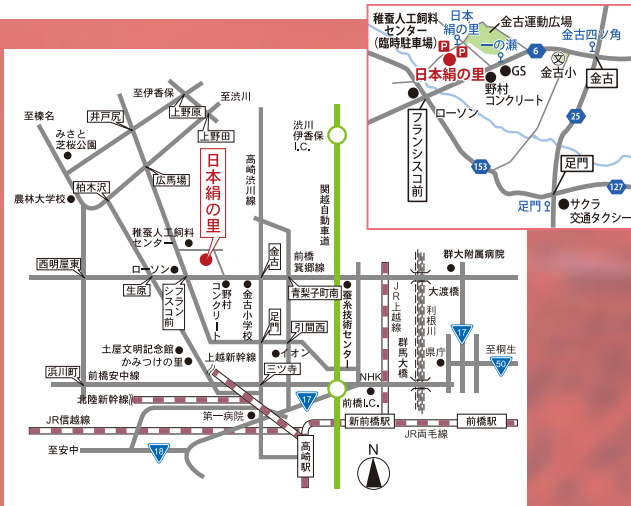 稚蚕人工飼料
センター
(臨時駐車場)
日本
絹の里
金古運動広場
P
P
一の瀬
6
金古四ツ角
日本絹の里
GS
文
金古小
金古
野村
コンクリート
ローソン
フランシスコ前
25
153
足門
127
足門
サクラ
交通タクシー
至伊香保
至渋川
至榛名
上野原
井戸尻
上野田
みさと
芝桜公園
渋川
伊香保
I.C.
高崎渋川線
関越自動車道
日本絹の里
柏木沢
広馬場
農林大学校
稚蚕人工飼料
センター
金古
前橋
箕郷線
群大附属病院
西明屋東
ローソン
大渡橋
生原
フラン
シスコ前
野村
コンクリート
金古小学校
青梨子町南
蚕糸技術センター
JR上越線
利根川
群馬大橋
17
足門
引間西
イオン
県庁
至桐生
50
土屋文明記念館
かみつけの里
上越新幹線
三ツ寺
浜川町
前橋安中線
NHK
北陸新幹線
17
前橋I.C.
第一病院
JR信越線
新前橋駅
前橋駅
JR両毛線
至安中
18
高崎駅
N